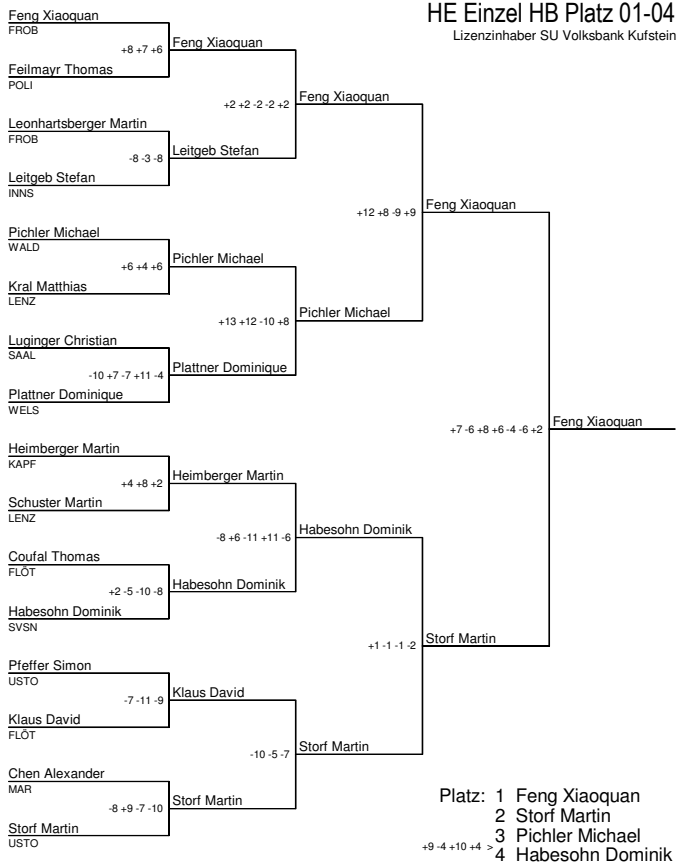 HE Einzel HB Platz 01-04
Lizenzinhaber SU Volksbank Kufstein
Feng Xiaoquan
FROB
+8 +7 +6
Feng Xiaoquan
Feilmayr Thomas
POLI
+2 +2 -2 -2 +2
Feng Xiaoquan
Leonhartsberger Martin
FROB
-8 -3 -8
Leitgeb Stefan
Leitgeb Stefan
INNS
+12 +8 -9 +9
Feng Xiaoquan
Pichler Michael
WALD
+6 +4 +6
Pichler Michael
Kral Matthias
LENZ
+13 +12 -10 +8
Pichler Michael
Luginger Christian
SAAL
-10 +7 -7 +11 -4
Plattner Dominique
Plattner Dominique
WELS
+7 -6 +8 +6 -4 -6 +2
Feng Xiaoquan
Heimberger Martin
KAPF
+4 +8 +2
Heimberger Martin
Schuster Martin
LENZ
-8 +6 -11 +11 -6
Habesohn Dominik
Coufal Thomas
FLÖT
+2 -5 -10 -8
Habesohn Dominik
Habesohn Dominik
SVSN
+1 -1 -1 -2
Storf Martin
Pfeffer Simon
USTO
-7 -11 -9
Klaus David
Klaus David
FLÖT
-10 -5 -7
Storf Martin
Chen Alexander
MAR
-8 +9 -7 -10
Storf Martin
Storf Martin
USTO
Platz: 1 Feng Xiaoquan
2 Storf Martin
3 Pichler Michael
+9 -4 +10 +4 >
4 Habesohn Dominik